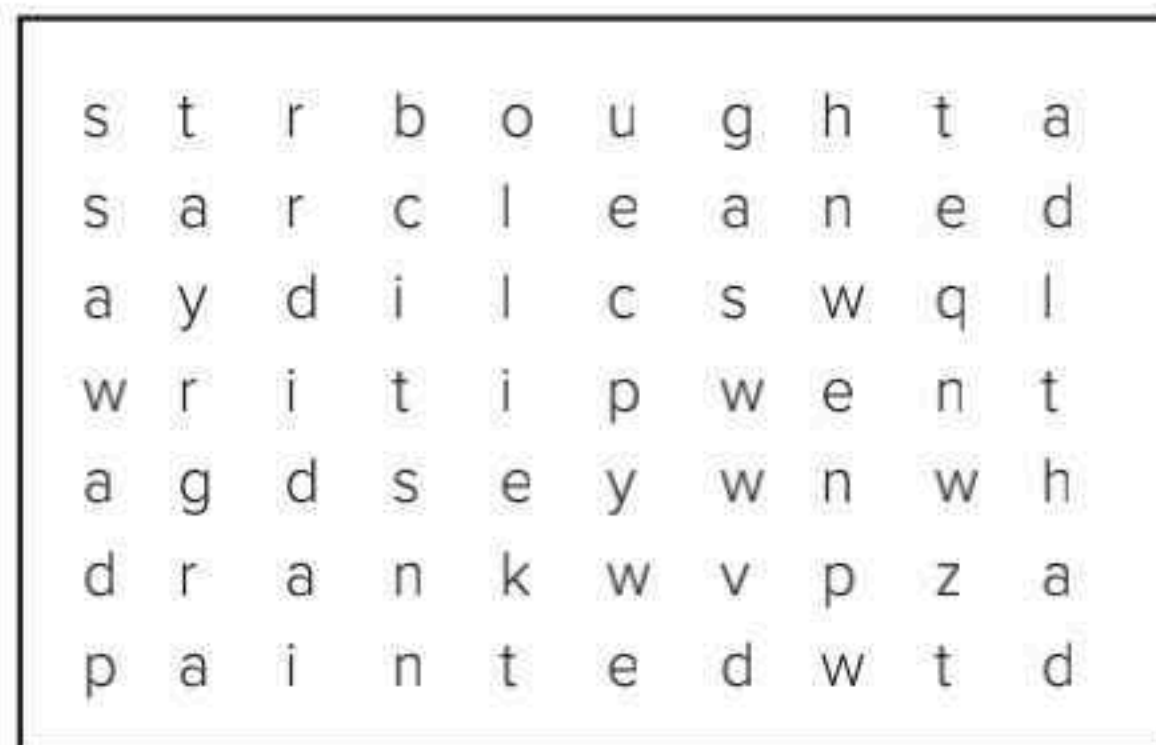 s t r b o u g h t a
s a r c l e a n e d
a y d i l c s w q l
w r i t i p w e n t
a g d s e y w n w h
d r a n k w v p z a
p a i n t e d w t d